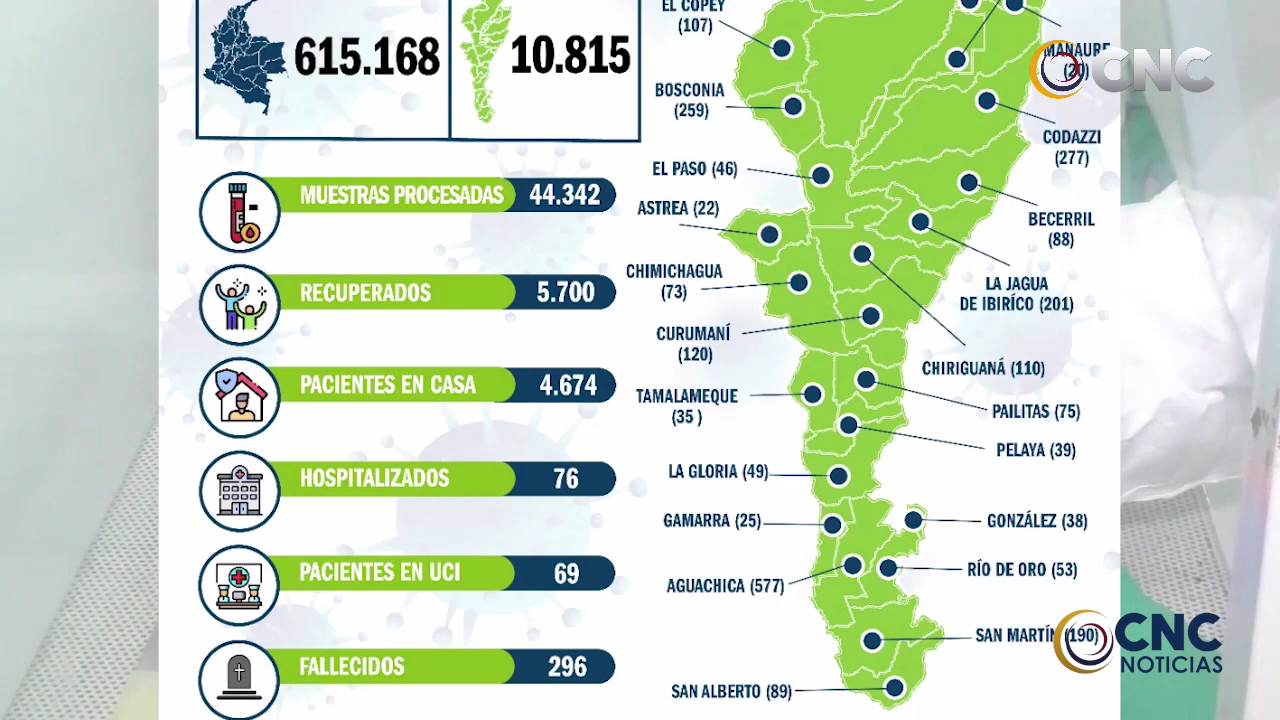 615.168
10.815
MUESTRAS PROCESADAS 44.342
RECUPERADOS 5.700
PACIENTES EN CASA 4.674
HOSPITALIZADOS 76
PACIENTES EN UCI 69
FALLECIDOS 296
EL COPEY
(107)
BOSCONIA
(259)
EL PASO (46)
ASTREA (22)
CHIMICHAGUA
(73)
CURUMANÍ
(120)
TAMALAMEQUE
(35 )
LA GLORIA (49)
GAMARRA (25)
AGUACHICA (577)
SAN ALBERTO (89)
MANAURE
(20)
CODAZZI
(277)
BECERRIL
(88)
LA JAGUA
DE IBIRÍCO (201)
CHIRIGUANÁ (110)
PAILITAS (75)
PELAYA (39)
GONZÁLEZ (38)
RÍO DE ORO (53)
SAN MARTÍN (190)
CNC
CNC
NOTICIAS